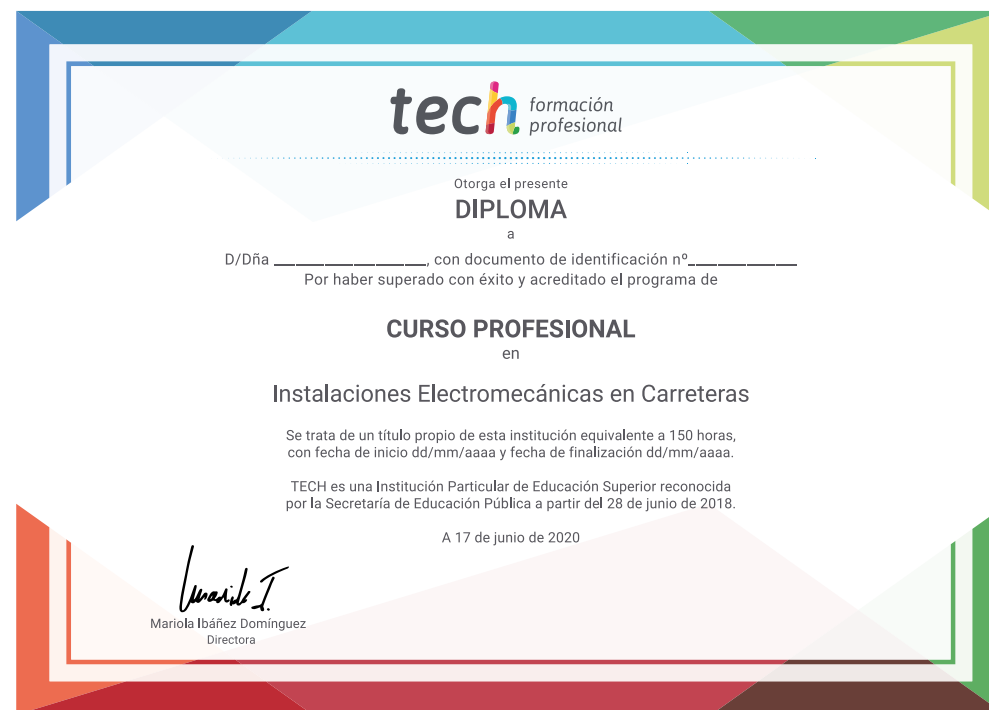 tech formación
profesional
Otorga el presente
DIPLOMA
a
D/Dña ______________, con documento de identificación nº__________
Por haber superado con éxito y acreditado el programa de
CURSO PROFESIONAL
en
Instalaciones Electromecánicas en Carreteras
Se trata de un título propio de esta institución equivalente a 150 horas,
con fecha de inicio dd/mm/aaaa y fecha de finalización dd/mm/aaaa.
TECH es una Institución Particular de Educación Superior reconocida
por la Secretaría de Educación Pública a partir del 28 de junio de 2018.
A 17 de junio de 2020
Mariola Ibáñez Domínguez
Directora